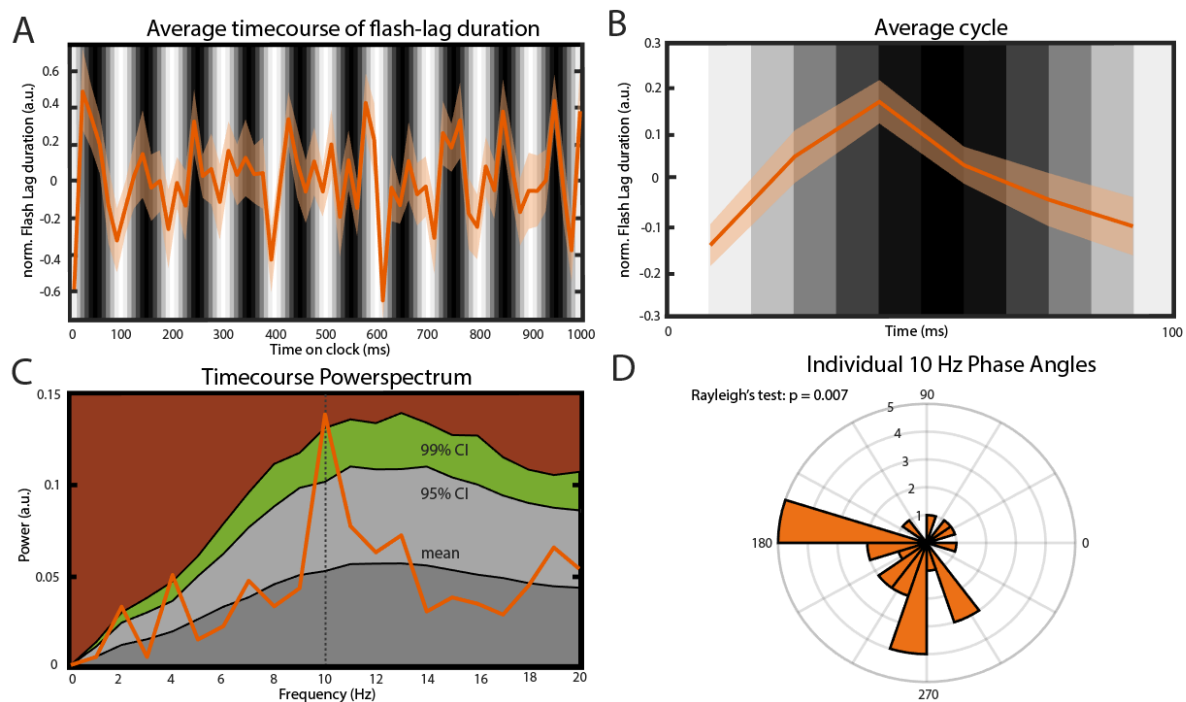 A
Average timecourse of flash-lag duration
norm. Flash Lag duration (a.u.)
0.6
0.4
0.2
0
-0.2
-0.4
-0.6
0 100 200 300 400 500 600 700 800 900 1000
Time on clock (ms)
B
Average cycle
norm. Flash Lag duration (a.u.)
0.3
0.2
0.1
0
-0.1
-0.2
-0.3
0 100
Time (ms)
C
Timecourse Powerspectrum
Power (a.u.)
0.15
0.1
0.05
0
99% CI
95% CI
mean
0 2 4 6 8 10 12 14 16 18 20
Frequency (Hz)
D
Individual 10 Hz Phase Angles
Rayleigh's test: p = 0.007
90
5
4
3
2
1
180
0
270